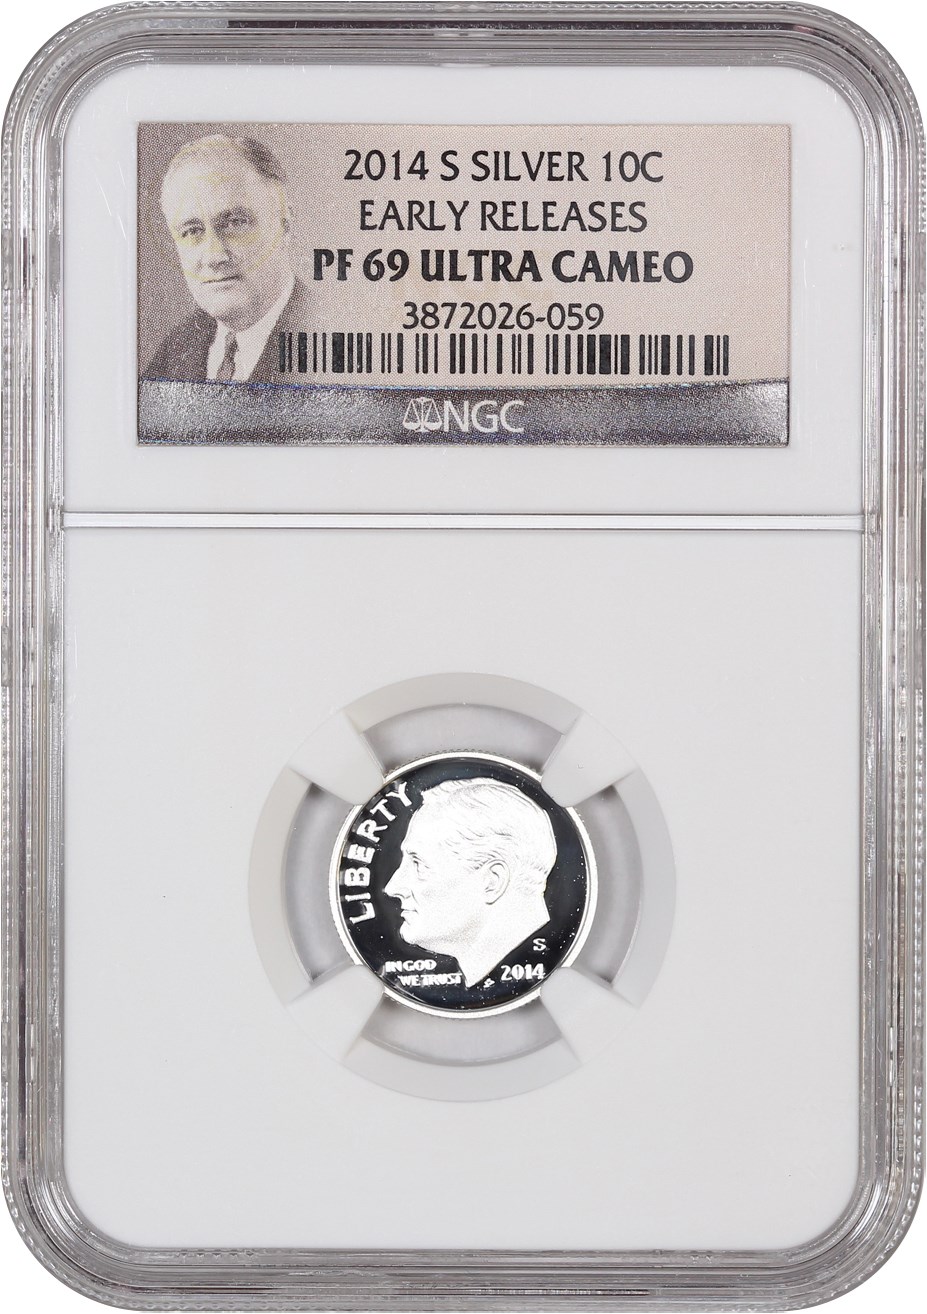 2014 S SILVER 10C
EARLY RELEASES
PF 69 ULTRA CAMEO
3872026-059
NGC
LIBERTY
IN GOD
WE TRUST
S
2014